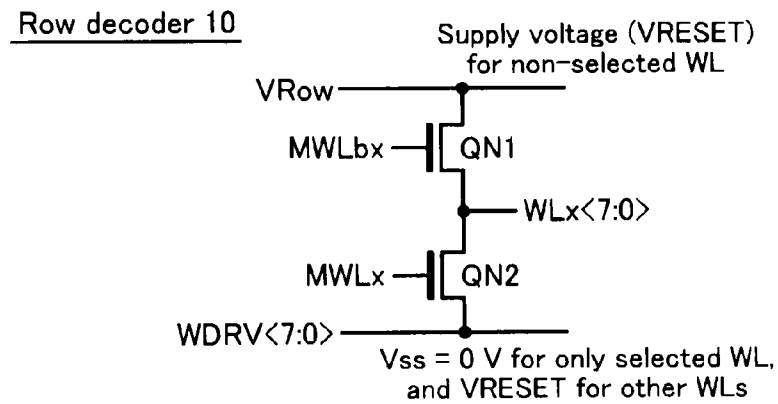 Row decoder 10
Supply voltage (VRESET)
for non-selected WL
VRow
MWLbx
QN1
WLx<7:0>
MWLx
QN2
WDRV<7:0>
Vss = 0 V for only selected WL,
and VRESET for other WLs